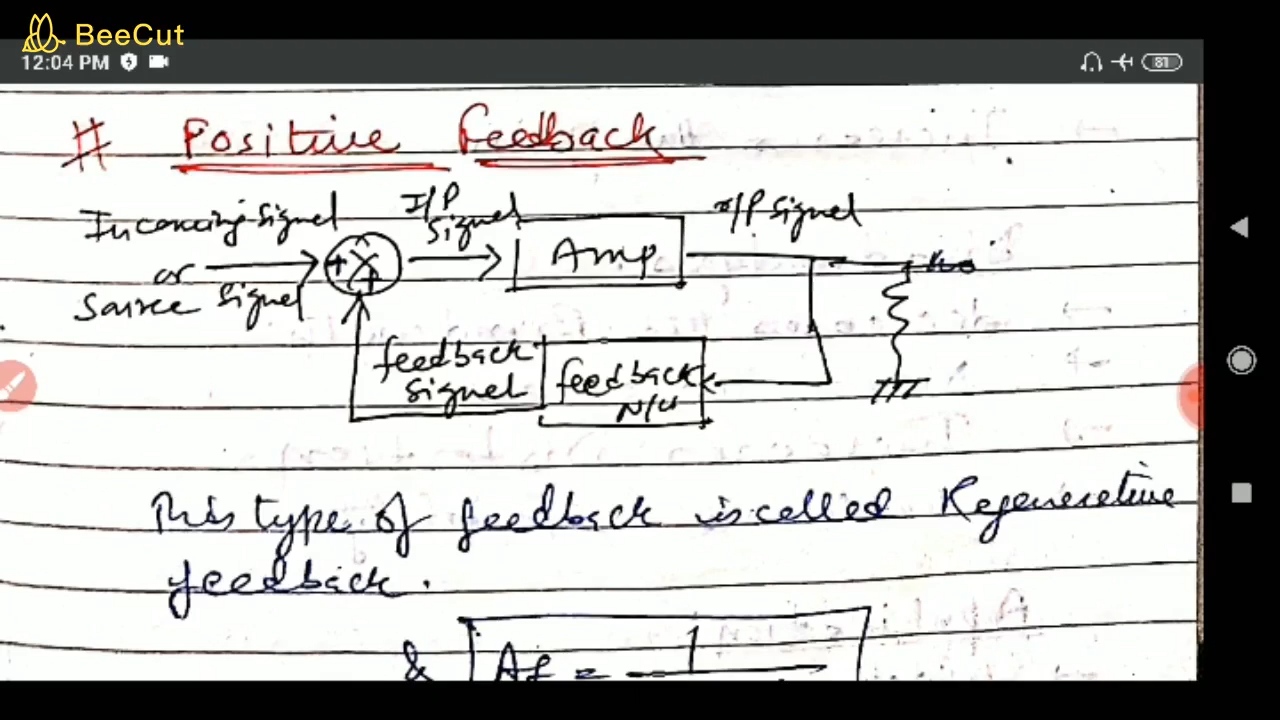 BeeCut
12:04 PM
81
# Positive Feedback
Incoming signal
or
Source signal
I/P
signal
Amp
o/p signal
+
+
feedback
signal
feedback
N/w
This type of feedback is called Regenerative
feedback.
& Af =